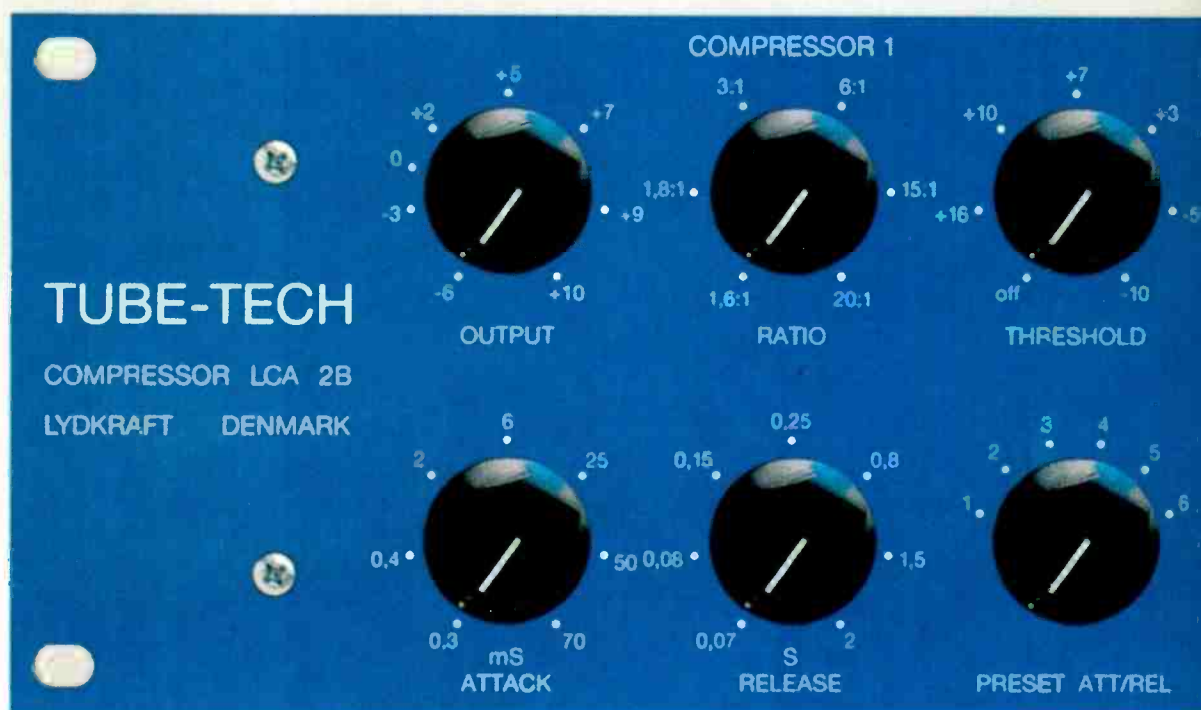 COMPRESSOR 1
+5
+2 +7
0
-3 +9
-6 +10
OUTPUT
3:1 6:1
1,8:1 15:1
1,6:1 20:1
RATIO
+7
+10 +3
+16
off -10
THRESHOLD
TUBE-TECH
COMPRESSOR LCA 2B
LYDKRAFT DENMARK
6
2 25
0,4 50
0,3 70
mS
ATTACK
0,25
0,15 0,8
0,08 1,5
0,07 2
S
RELEASE
3 4
2 5
1 6
PRESET ATT/REL